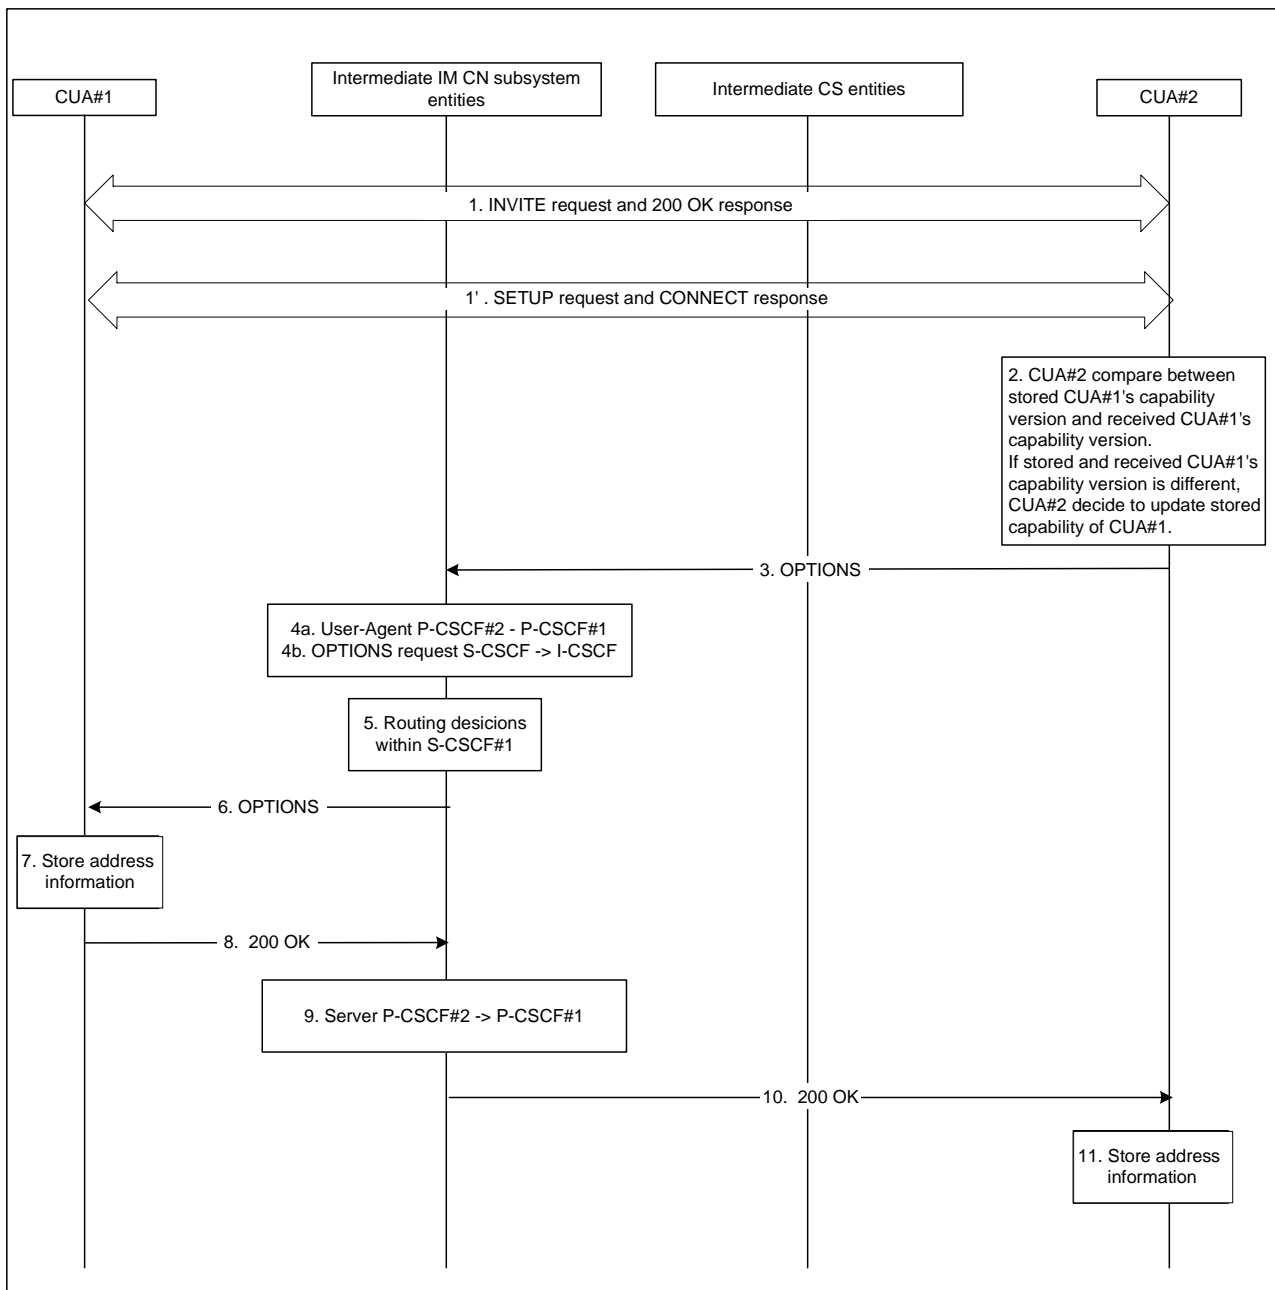 CUA#1
Intermediate IM CN subsystem
entities
Intermediate CS entities
CUA#2
1. INVITE request and 200 OK response
1' . SETUP request and CONNECT response
2. CUA#2 compare between
stored CUA#1's capability
version and received CUA#1's
capability version.
If stored and received CUA#1's
capability version is different,
CUA#2 decide to update stored
capability of CUA#1.
3. OPTIONS
4a. User-Agent P-CSCF#2 - P-CSCF#1
4b. OPTIONS request S-CSCF -> I-CSCF
5. Routing desicions
within S-CSCF#1
6. OPTIONS
7. Store address
information
8. 200 OK
9. Server P-CSCF#2 -> P-CSCF#1
10. 200 OK
11. Store address
information